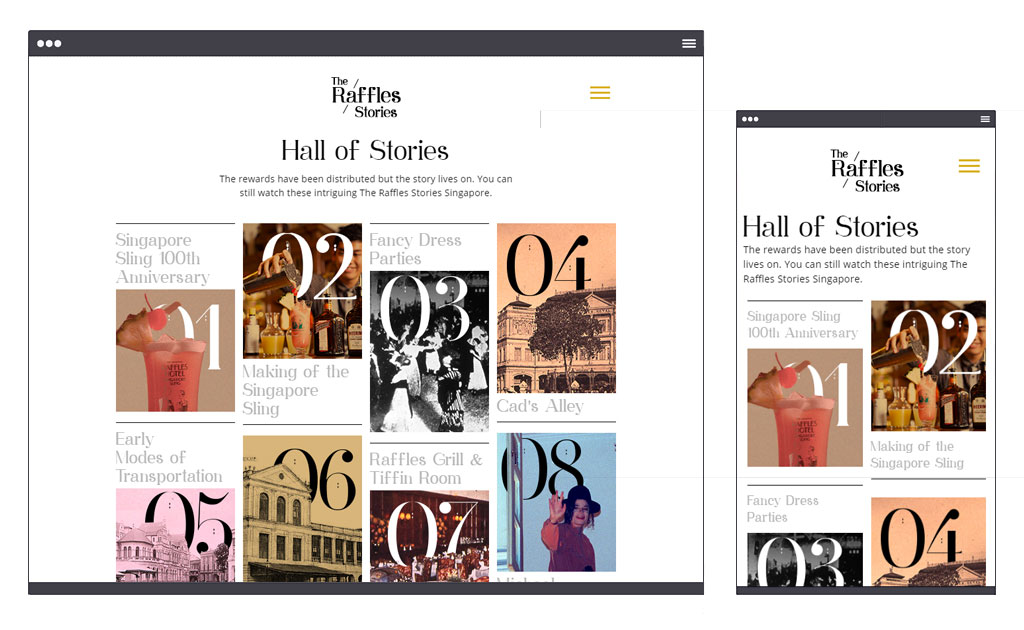 The
Raffles
Stories
Hall of Stories
The rewards have been distributed but the story lives on. You can
still watch these intriguing The Raffles Stories Singapore.
Singapore
Sling 100th
Anniversary
01
02
Making of the
Singapore
Sling
Fancy Dress
Parties
03
04
Cad's Alley
Early
Modes of
Transportation
05
06
Raffles Grill &
Tiffin Room
07
08
Michael
The
Raffles
Stories
Hall of Stories
The rewards have been distributed but the story
lives on. You can still watch these intriguing The
Raffles Stories Singapore.
Singapore Sling
100th Anniversary
01
02
Making of the
Singapore Sling
Fancy Dress
Parties
03
04